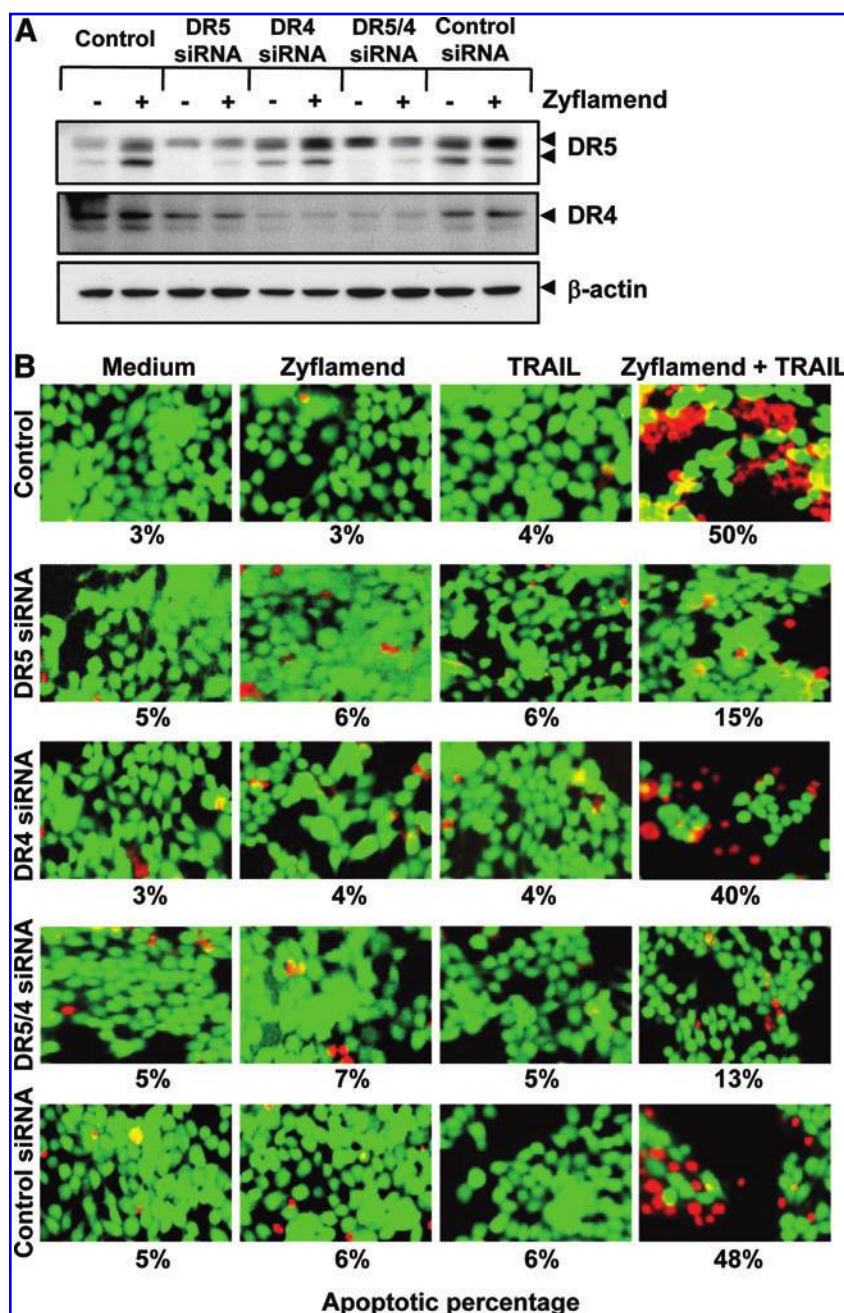 A
Control DR5 siRNA DR4 siRNA DR5/4 siRNA Control siRNA
- + - + - + - + - + Zyflamend
DR5
DR4
β-actin
B
Medium Zyflamend TRAIL Zyflamend + TRAIL
Control
3% 3% 4% 50%
DR5 siRNA
5% 6% 6% 15%
DR4 siRNA
3% 4% 4% 40%
DR5/4 siRNA
5% 7% 5% 13%
Control siRNA
5% 6% 6% 48%
Apoptotic percentage